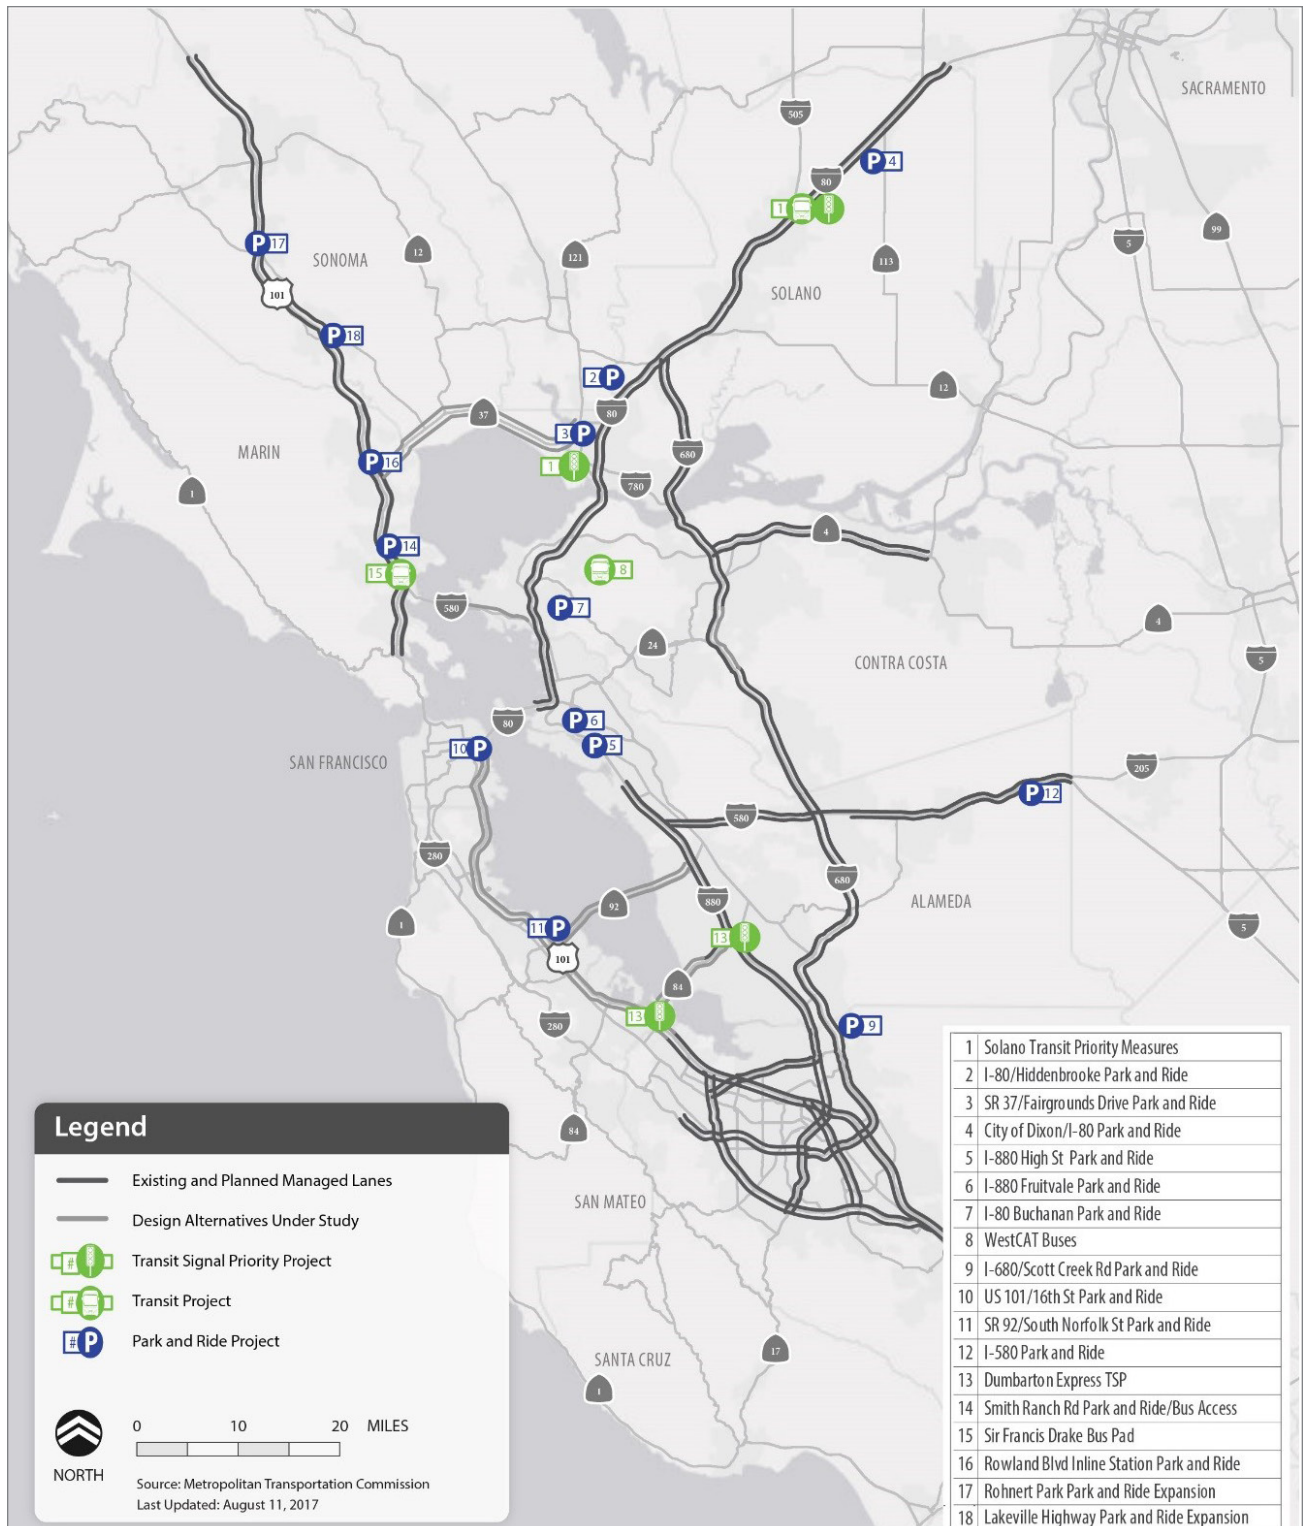 SACRAMENTO
505
P 4
80
1
99
5
P 17
SONOMA
12
121
113
101
SOLANO
P 18
2 P
12
80
37
3 P
MARIN
P 16
1
680
1
780
4
P 14
15
8
580
P 7
4
24
CONTRA COSTA
5
80
P 6
10 P
P 5
SAN FRANCISCO
205
P 12
580
280
680
880
ALAMEDA
92
1
11 P
5
13
101
84
13
280
P 9
84
SAN MATEO
17
SANTA CRUZ
1
Legend
Existing and Planned Managed Lanes
Design Alternatives Under Study
# Transit Signal Priority Project
# Transit Project
# P Park and Ride Project
0 10 20 MILES
NORTH
Source: Metropolitan Transportation Commission
Last Updated: August 11, 2017
1 Solano Transit Priority Measures
2 I-80/Hiddenbrooke Park and Ride
3 SR 37/Fairgrounds Drive Park and Ride
4 City of Dixon/I-80 Park and Ride
5 I-880 High St Park and Ride
6 I-880 Fruitvale Park and Ride
7 I-80 Buchanan Park and Ride
8 WestCAT Buses
9 I-680/Scott Creek Rd Park and Ride
10 US 101/16th St Park and Ride
11 SR 92/South Norfolk St Park and Ride
12 I-580 Park and Ride
13 Dumbarton Express TSP
14 Smith Ranch Rd Park and Ride/Bus Access
15 Sir Francis Drake Bus Pad
16 Rowland Blvd Inline Station Park and Ride
17 Rohnert Park Park and Ride Expansion
18 Lakeville Highway Park and Ride Expansion